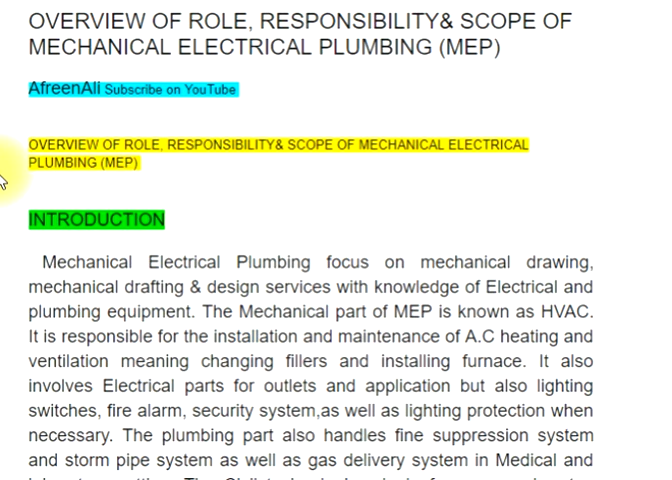 OVERVIEW OF ROLE, RESPONSIBILITY& SCOPE OF
MECHANICAL ELECTRICAL PLUMBING (MEP)
AfreenAli Subscribe on YouTube
OVERVIEW OF ROLE, RESPONSIBILITY& SCOPE OF MECHANICAL ELECTRICAL
PLUMBING (MEP)
INTRODUCTION
Mechanical Electrical Plumbing focus on mechanical drawing,
mechanical drafting & design services with knowledge of Electrical and
plumbing equipment. The Mechanical part of MEP is known as HVAC.
It is responsible for the installation and maintenance of A.C heating and
ventilation meaning changing fillers and installing furnace. It also
involves Electrical parts for outlets and application but also lighting
switches, fire alarm, security system,as well as lighting protection when
necessary. The plumbing part also handles fine suppression system
and storm pipe system as well as gas delivery system in Medical and